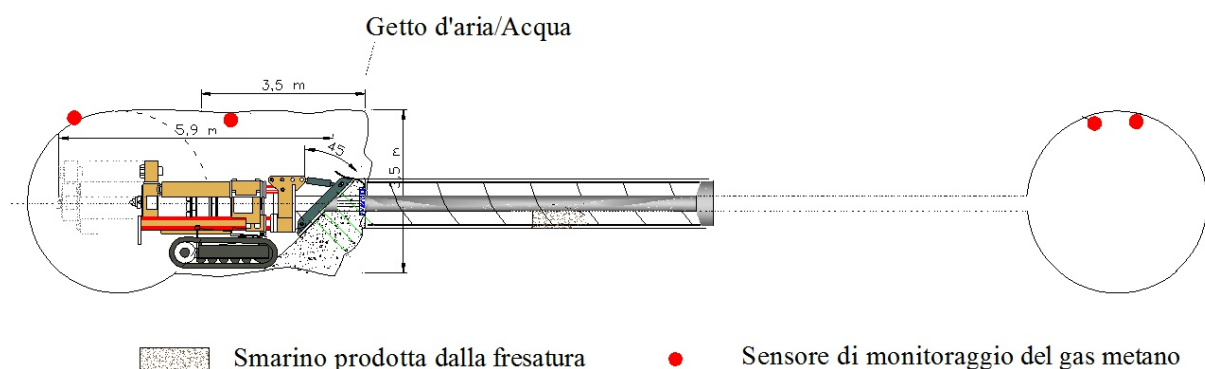 Getto d'aria/Acqua
3,5 m
5,9 m
45
5,5 m
Smarino prodotta dalla fresatura
Sensore di monitoraggio del gas metano